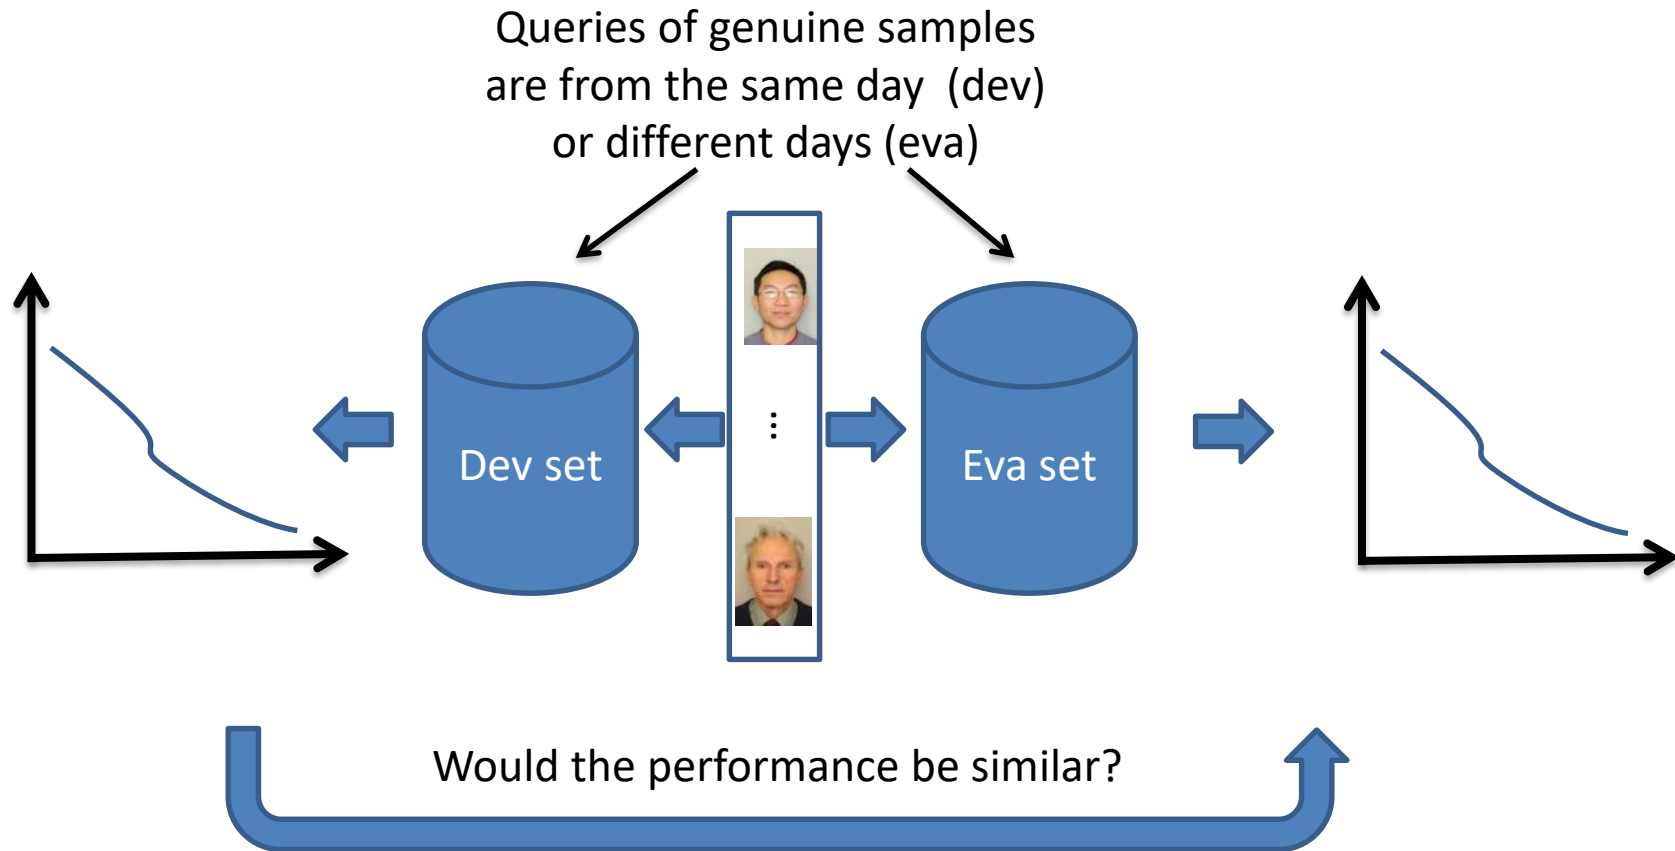 Queries of genuine samples
are from the same day  (dev)
or different days (eva)
...
Dev set
Eva set
Would the performance be similar?